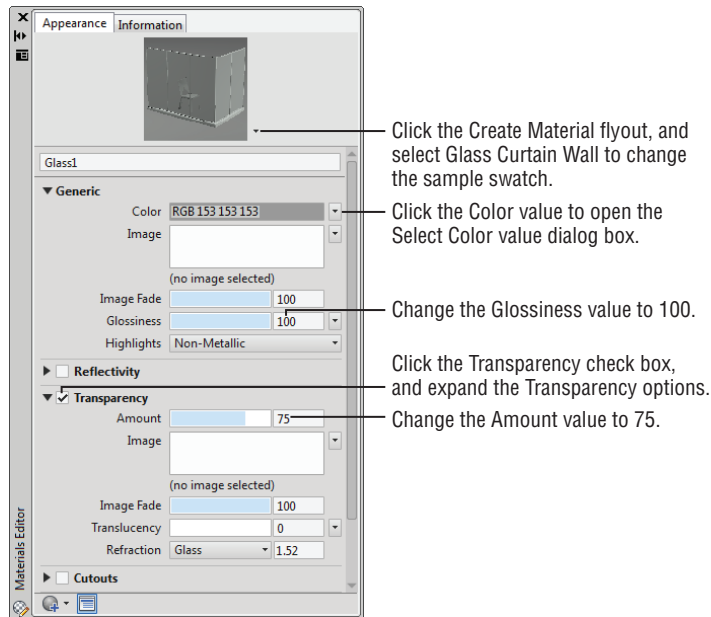 Appearance
Information
Click the Create Material flyout, and
select Glass Curtain Wall to change
the sample swatch.
Glass1
Generic
Color RGB 153 153 153
Click the Color value to open the
Select Color value dialog box.
Image
(no image selected)
Image Fade 100
Glossiness 100
Change the Glossiness value to 100.
Highlights Non-Metallic
Reflectivity
Click the Transparency check box,
and expand the Transparency options.
Transparency
Amount 75
Change the Amount value to 75.
Image
(no image selected)
Image Fade 100
Translucency 0
Refraction Glass 1.52
Cutouts
Materials Editor